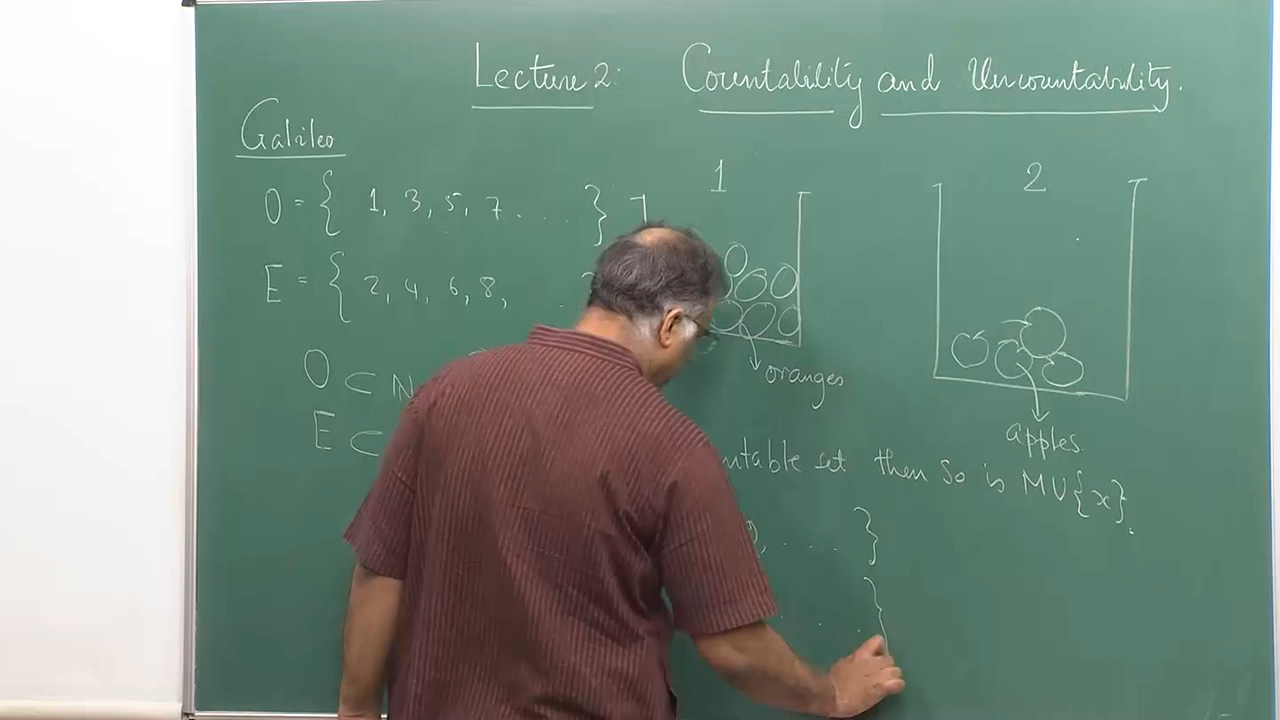 Lecture 2: Countability and Uncountability.
Galileo
1 2
O = { 1, 3, 5, 7 . . . . }
E = { 2, 4, 6, 8,
oranges
O ⊂ N
E ⊂
apples
set then so is M ∪ {x}.
. . . . }
. . }